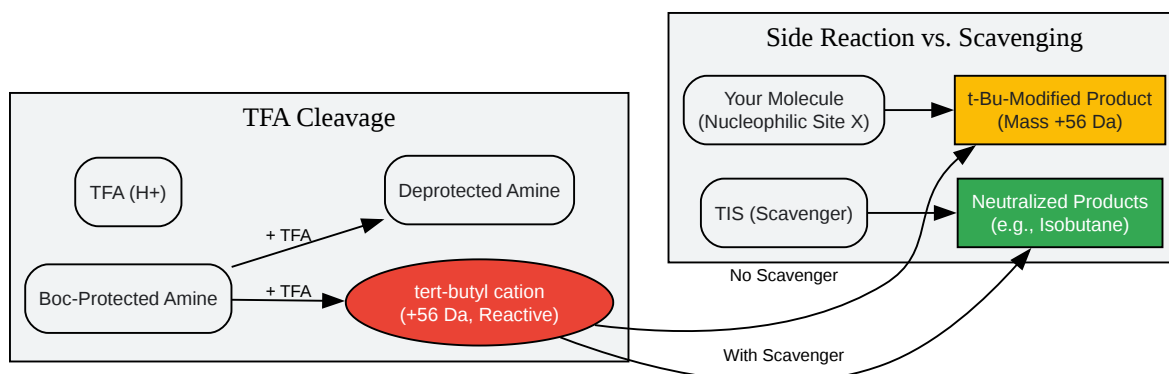 TFA Cleavage
TFA (H+)
Boc-Protected Amine
+ TFA
+ TFA
Deprotected Amine
tert-butyl cation
(+56 Da, Reactive)
Side Reaction vs. Scavenging
Your Molecule
(Nucleophilic Site X)
t-Bu-Modified Product
(Mass +56 Da)
TIS (Scavenger)
Neutralized Products
(e.g., Isobutane)
No Scavenger
With Scavenger